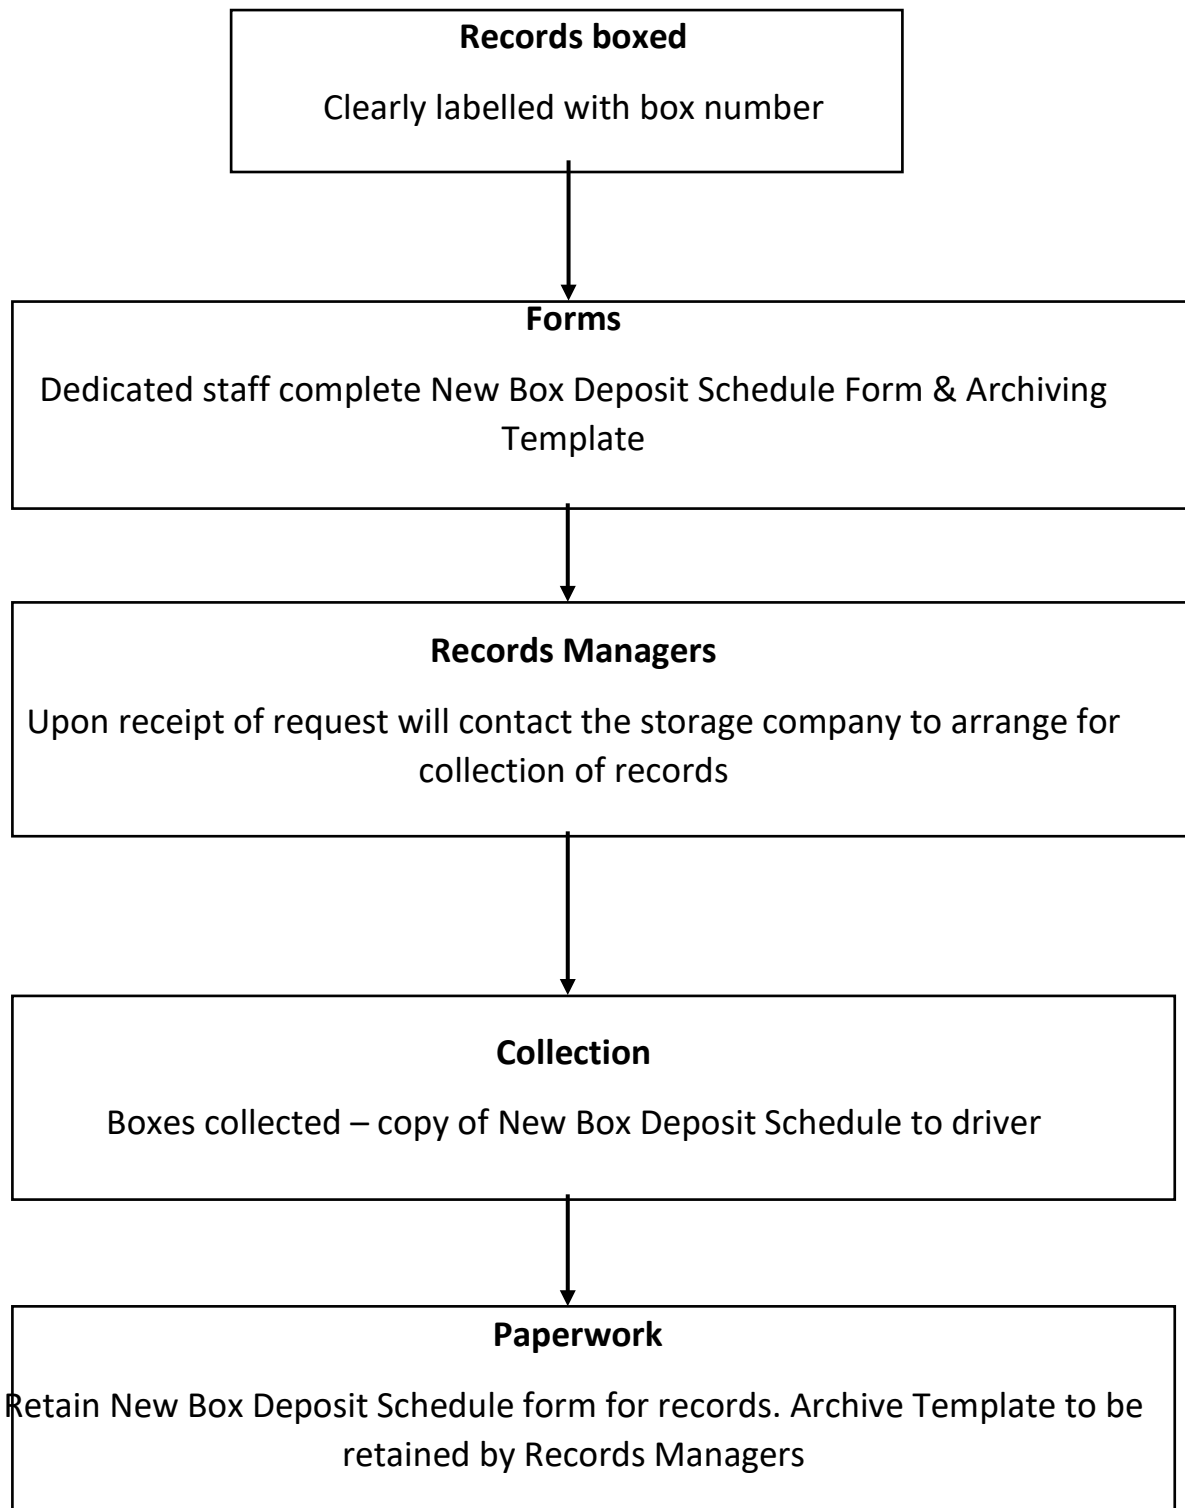 Records boxed
Clearly labelled with box number
Forms
Dedicated staff complete New Box Deposit Schedule Form & Archiving
Template
Records Managers
Upon receipt of request will contact the storage company to arrange for
collection of records
Collection
Boxes collected – copy of New Box Deposit Schedule to driver
Paperwork
Retain New Box Deposit Schedule form for records. Archive Template to be
retained by Records Managers